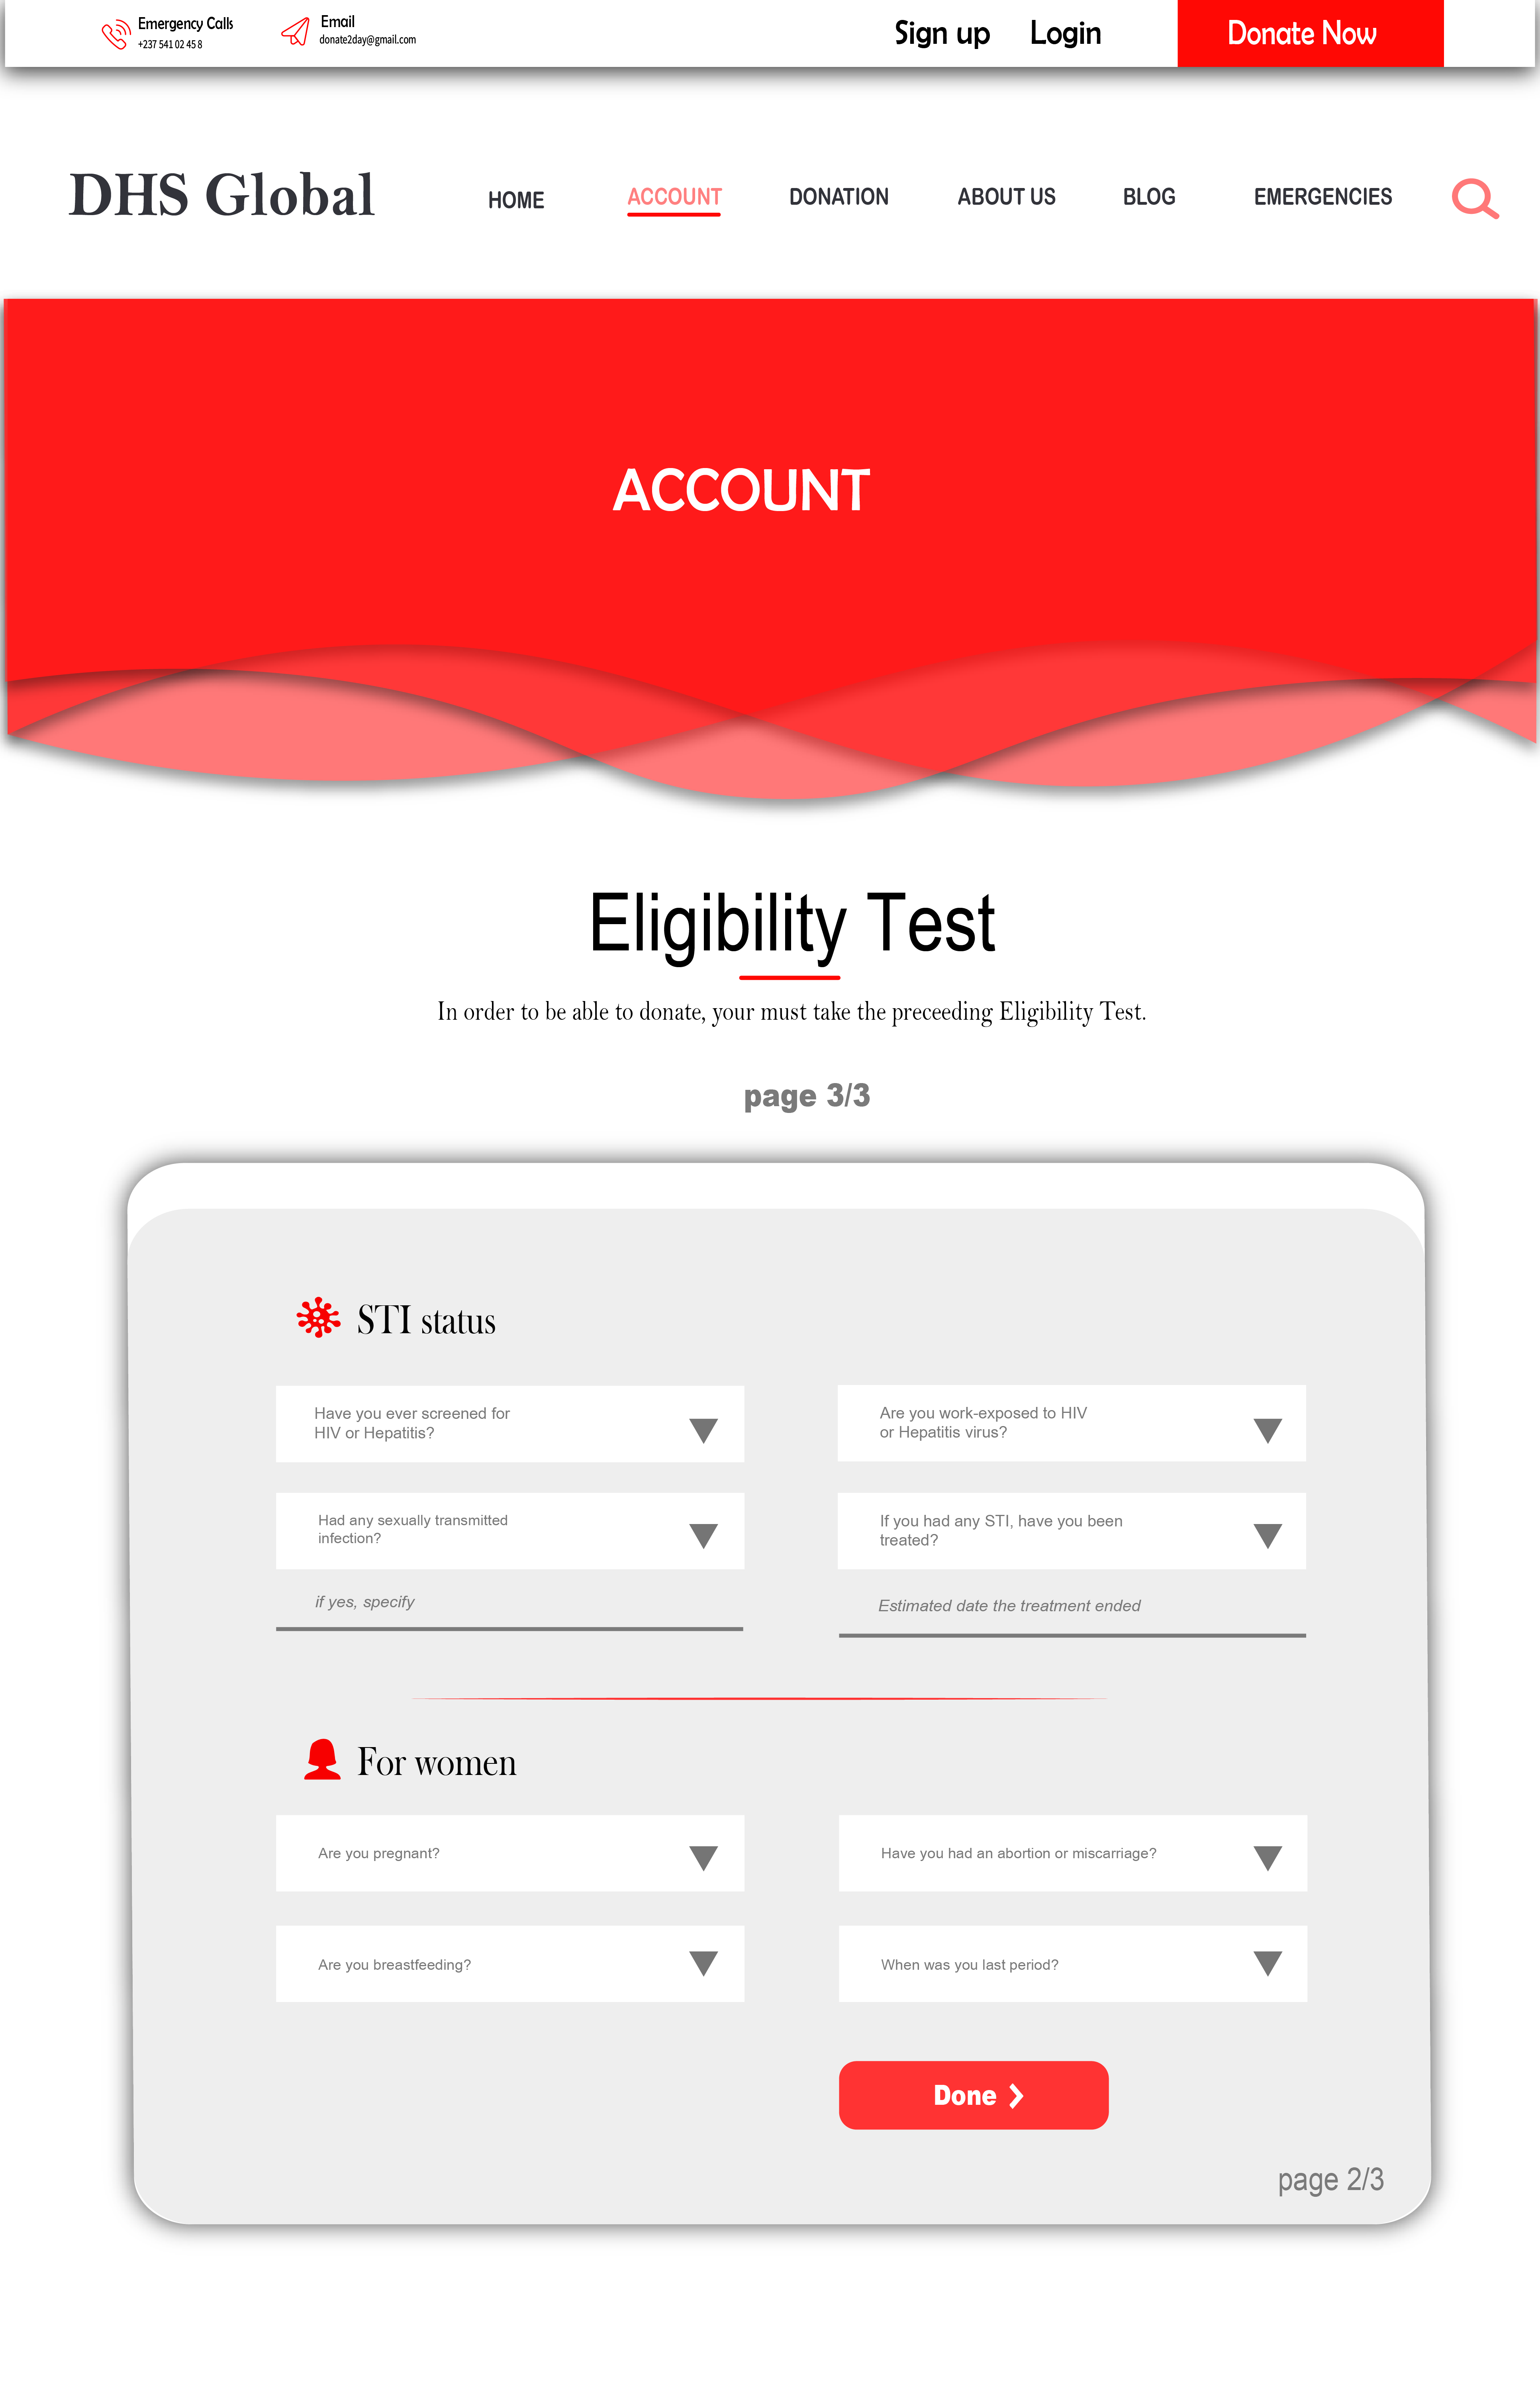 Emergency Calls
+237 541 02 45 8
Email
donate2day@gmail.com
Sign up
Login
Donate Now
DHS Global
HOME
ACCOUNT
DONATION
ABOUT US
BLOG
EMERGENCIES
ACCOUNT
Eligibility Test
In order to be able to donate, your must take the preceeding Eligibility Test.
page 3/3
STI status
Have you ever screened for
HIV or Hepatitis?
Are you work-exposed to HIV
or Hepatitis virus?
Had any sexually transmitted
infection?
If you had any STI, have you been
treated?
if yes, specify
Estimated date the treatment ended
For women
Are you pregnant?
Have you had an abortion or miscarriage?
Are you breastfeeding?
When was you last period?
Done
page 2/3